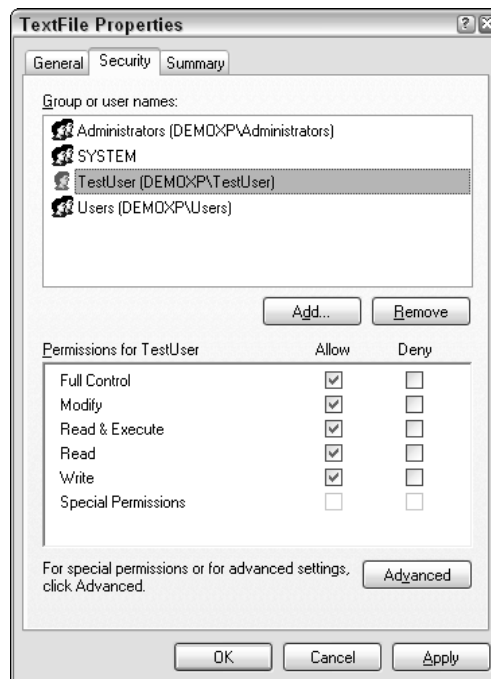 TextFile Properties
General Security Summary
Group or user names:
Administrators (DEMOXP\Administrators)
SYSTEM
TestUser (DEMOXP\TestUser)
Users (DEMOXP\Users)
Add... Remove
Permissions for TestUser Allow Deny
Full Control
Modify
Read & Execute
Read
Write
Special Permissions
For special permissions or for advanced settings,
click Advanced.
Advanced
OK Cancel Apply